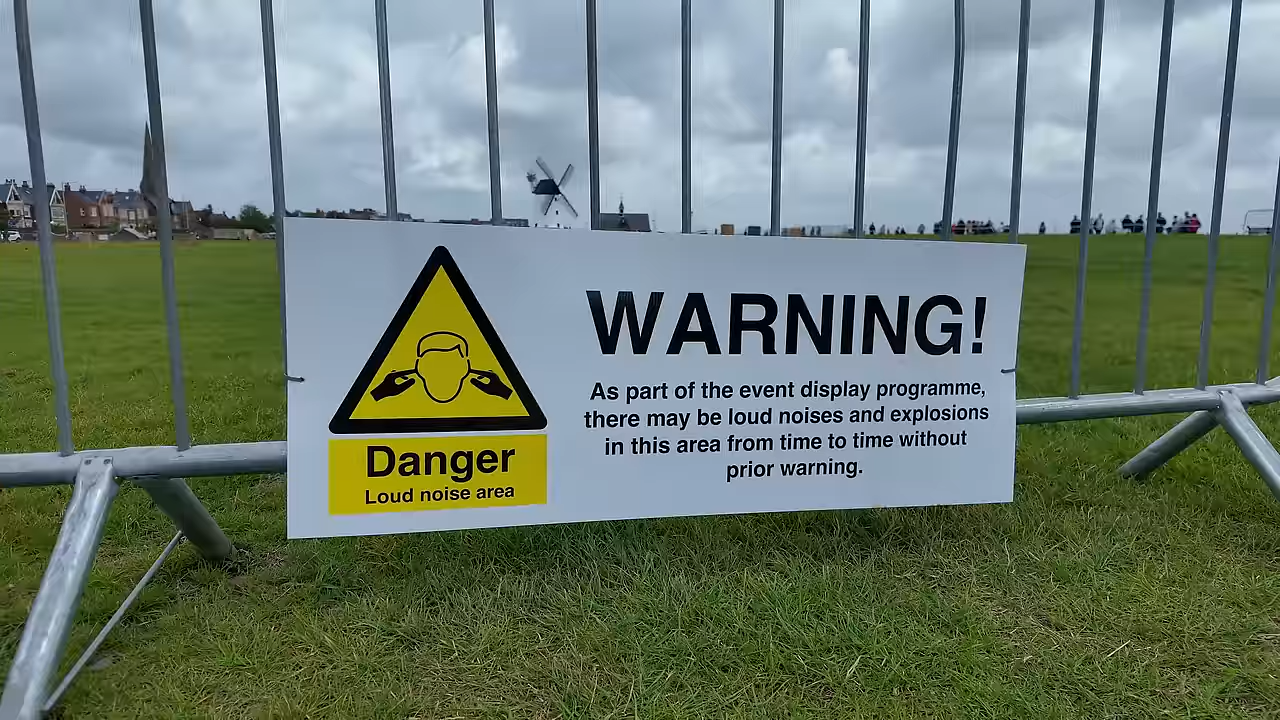 Danger
Loud noise area
WARNING!
As part of the event display programme,
there may be loud noises and explosions
in this area from time to time without
prior warning.